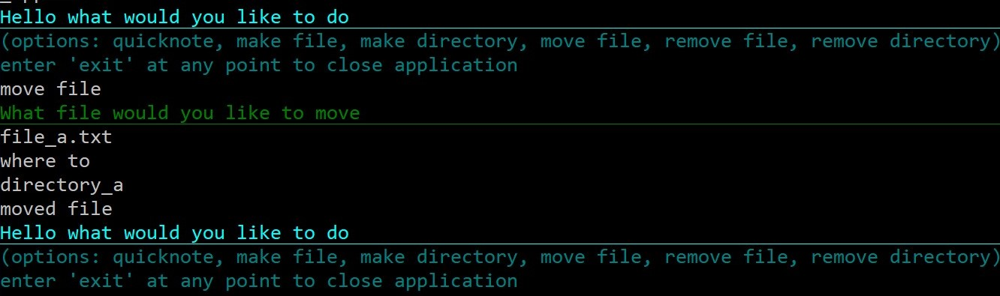 Hello what would you like to do
(options: quicknote, make file, make directory, move file, remove file, remove directory)
enter 'exit' at any point to close application
move file
What file would you like to move
file_a.txt
where to
directory_a
moved file
Hello what would you like to do
(options: quicknote, make file, make directory, move file, remove file, remove directory)
enter 'exit' at any point to close application